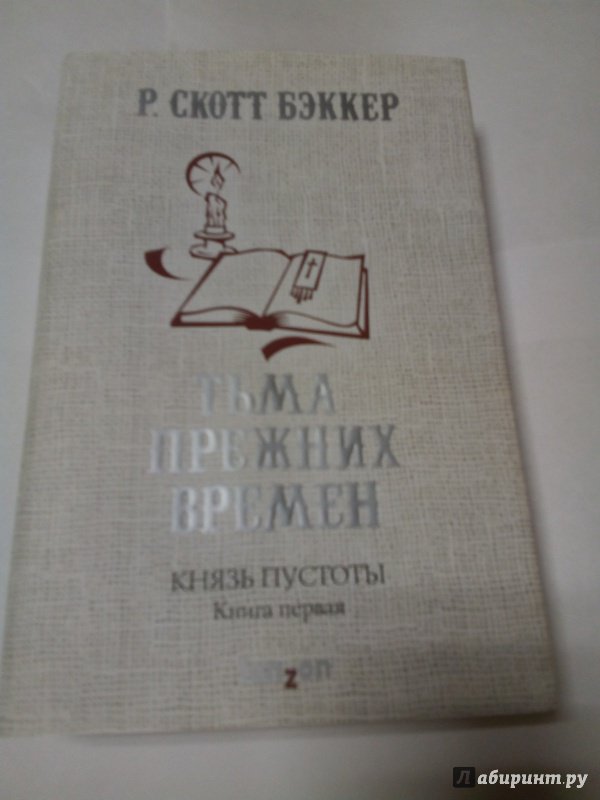 Р. СКОТТ БЭККЕР
ТЬМА
ПРЕЖНИХ
ВРЕМЕН
КНЯЗЬ ПУСТОТЫ
Книга первая
Лабиринт.ру